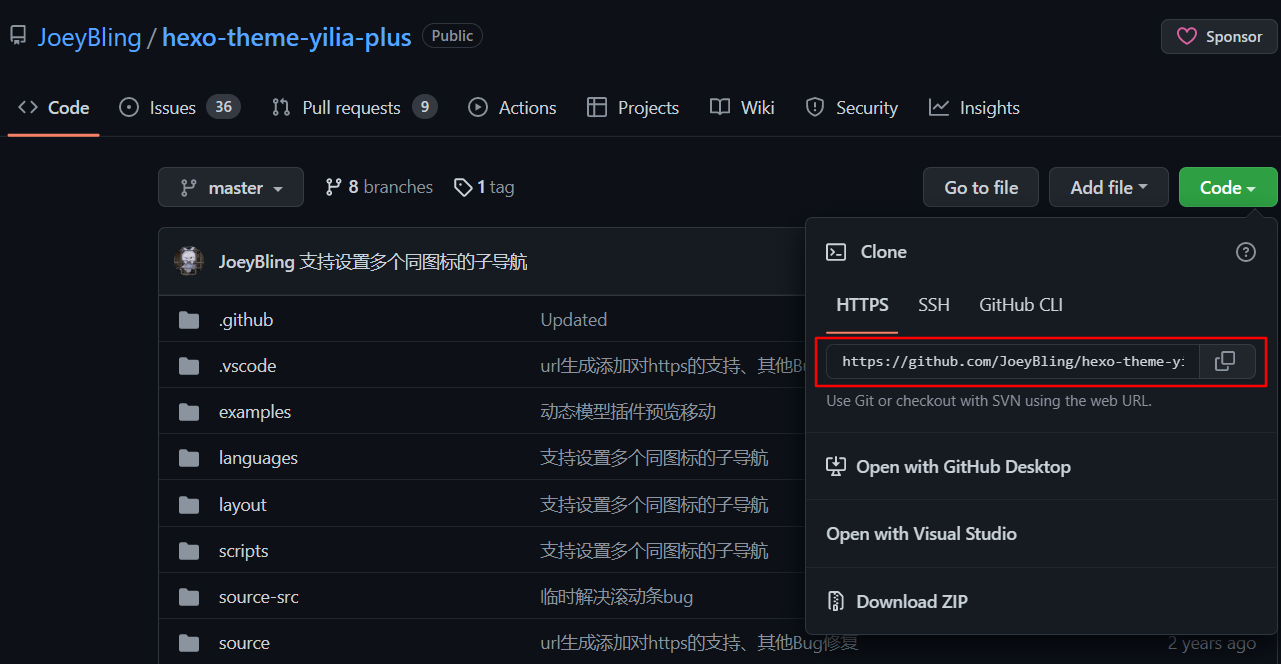 JoeyBling / hexo-theme-yilia-plus Public Sponsor
Code Issues 36 Pull requests 9 Actions Projects Wiki Security Insights
master 8 branches 1 tag Go to file Add file Code
JoeyBling 支持设置多个同图标的子导航
.github Updated
.vscode url生成添加对https的支持、其他Bu
examples 动态模型插件预览移动
languages 支持设置多个同图标的子导航
layout 支持设置多个同图标的子导航
scripts 支持设置多个同图标的子导航
source-src 临时解决滚动条bug
source url生成添加对https的支持、其他Bug修复 2 years ago
Clone
HTTPS SSH GitHub CLI
https://github.com/JoeyBling/hexo-theme-yi
Use Git or checkout with SVN using the web URL.
Open with GitHub Desktop
Open with Visual Studio
Download ZIP